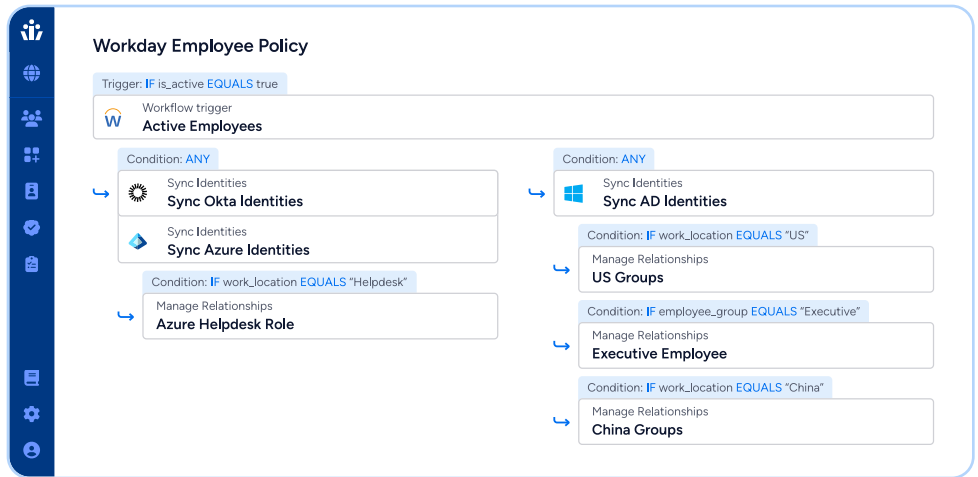 Workday Employee Policy
Trigger: IF is_active EQUALS true
Workflow trigger
Active Employees
Condition: ANY
Sync Identities
Sync Okta Identities
Sync Identities
Sync Azure Identities
Condition: IF work_location EQUALS “Helpdesk”
Manage Relationships
Azure Helpdesk Role
Condition: ANY
Sync Identities
Sync AD Identities
Condition: IF work_location EQUALS “US”
Manage Relationships
US Groups
Condition: IF employee_group EQUALS “Executive”
Manage Relationships
Executive Employee
Condition: IF work_location EQUALS “China”
Manage Relationships
China Groups